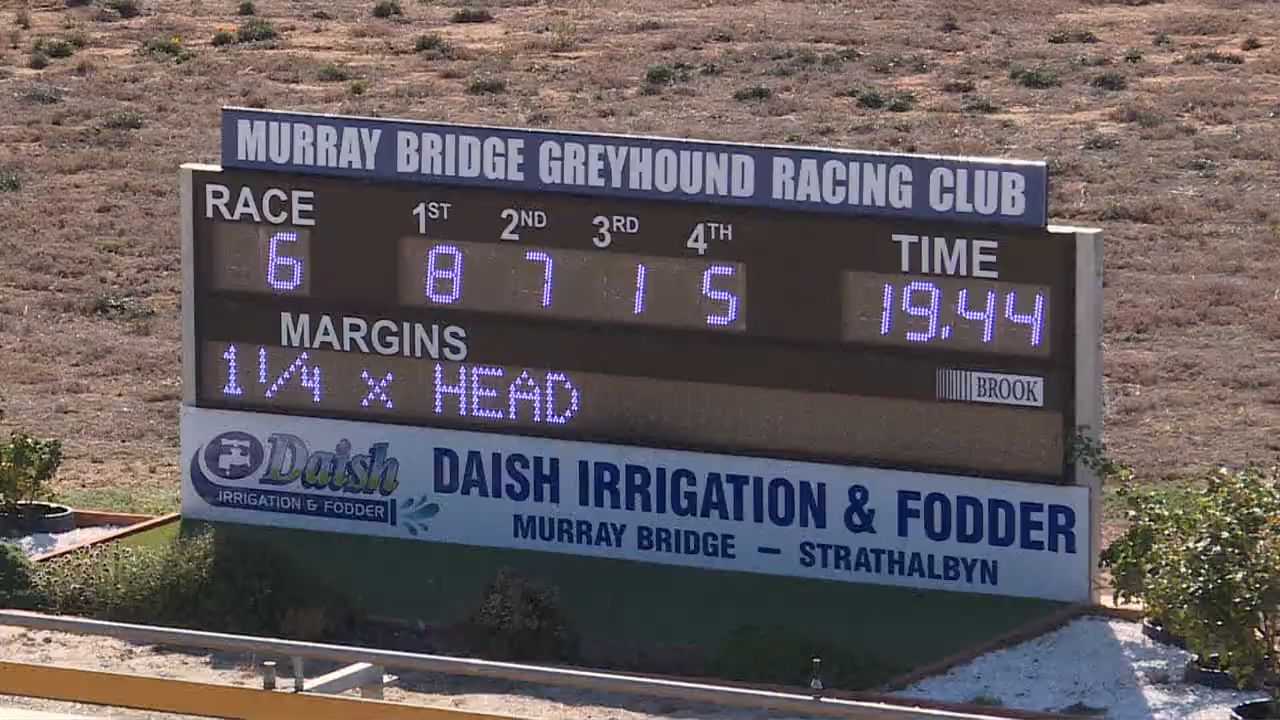 MURRAY BRIDGE GREYHOUND RACING CLUB
RACE 1ST 2ND 3RD 4TH TIME
6 8 7 1 5 19.44
MARGINS
1 1/4 x HEAD
BROOK
Daish
IRRIGATION & FODDER
DAISH IRRIGATION & FODDER
MURRAY BRIDGE – STRATHALBYN